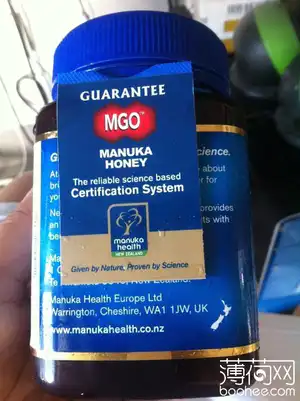 GUARANTEE
MGO™
MANUKA
HONEY
The reliable science based
Certification System
manuka
health
NEW ZEALAND
Given by Nature, Proven by Science
science.
about
for
provides
with
Manuka Health Europe Ltd
Warrington, Cheshire, WA1 1JW, UK
www.manukahealth.co.nz
薄荷网
boohee.com